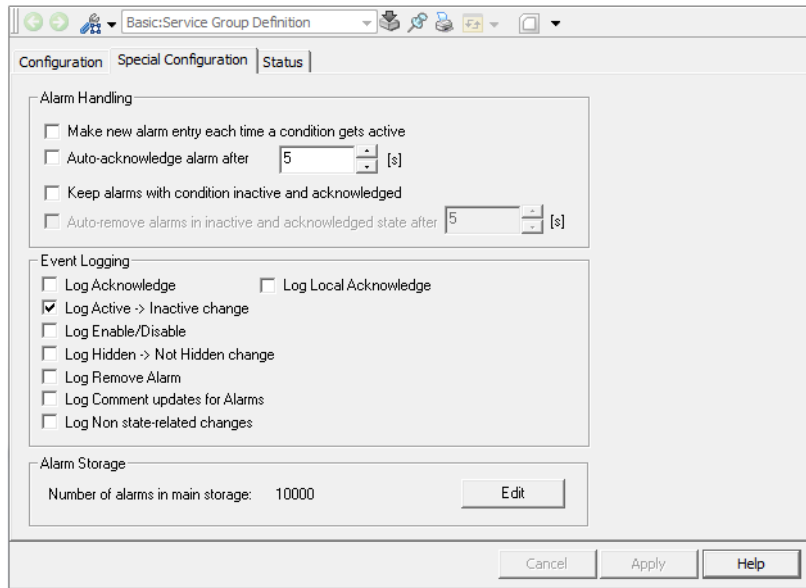 Basic:Service Group Definition
Configuration Special Configuration Status
Alarm Handling
Make new alarm entry each time a condition gets active
Auto-acknowledge alarm after 5 [s]
Keep alarms with condition inactive and acknowledged
Auto-remove alarms in inactive and acknowledged state after 5 [s]
Event Logging
Log Acknowledge Log Local Acknowledge
Log Active -> Inactive change
Log Enable/Disable
Log Hidden -> Not Hidden change
Log Remove Alarm
Log Comment updates for Alarms
Log Non state-related changes
Alarm Storage
Number of alarms in main storage: 10000 Edit
Cancel Apply Help